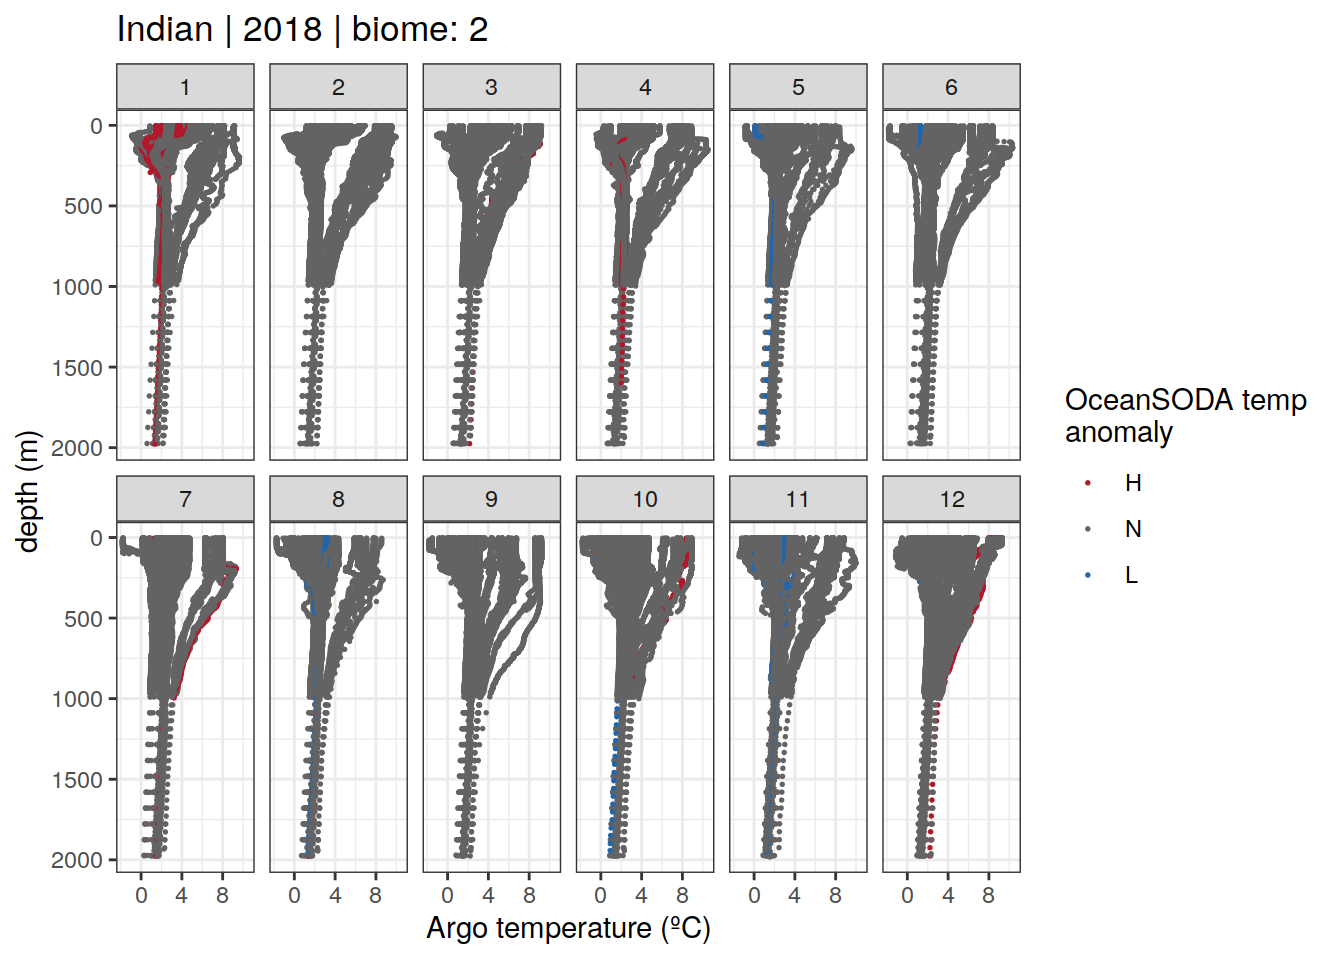 Indian | 2018 | biome: 2
1 2 3 4 5 6
0
500
1000
1500
2000
7 8 9 10 11 12
0
500
1000
1500
2000
0 4 8 0 4 8 0 4 8 0 4 8 0 4 8 0 4 8
Argo temperature (ºC)
depth (m)
OceanSODA temp
anomaly
H
N
L